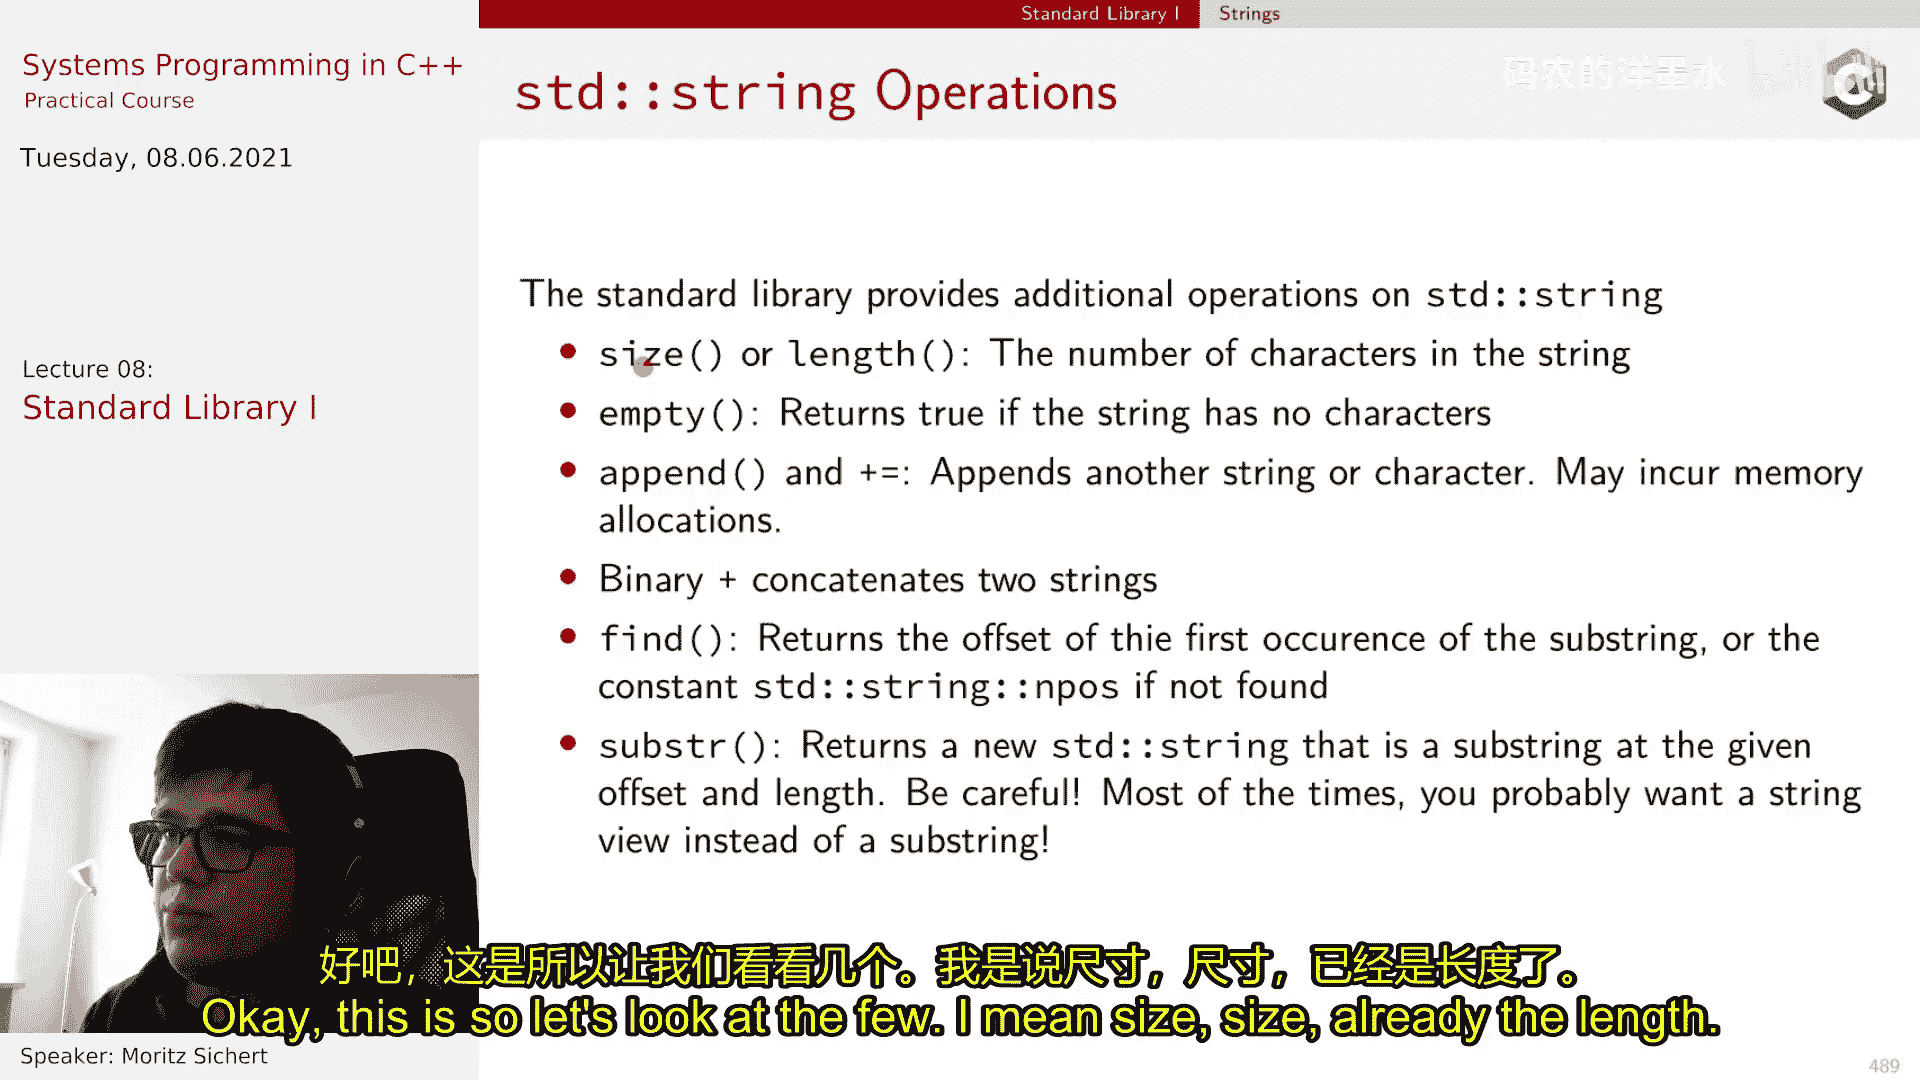 Standard Library I
Strings
Systems Programming in C++
Practical Course
Tuesday, 08.06.2021
Lecture 08:
Standard Library I
std::string Operations
码农的洋墨水
The standard library provides additional operations on std::string
• size() or length(): The number of characters in the string
• empty(): Returns true if the string has no characters
• append() and +=: Appends another string or character. May incur memory
allocations.
• Binary + concatenates two strings
• find(): Returns the offset of thie first occurence of the substring, or the
constant std::string::npos if not found
• substr(): Returns a new std::string that is a substring at the given
offset and length. Be careful! Most of the times, you probably want a string
view instead of a substring!
好吧，这是所以让我们看看几个。我是说尺寸，尺寸，已经是长度了。
Okay, this is so let's look at the few. I mean size, size, already the length.
Speaker: Moritz Sichert
489